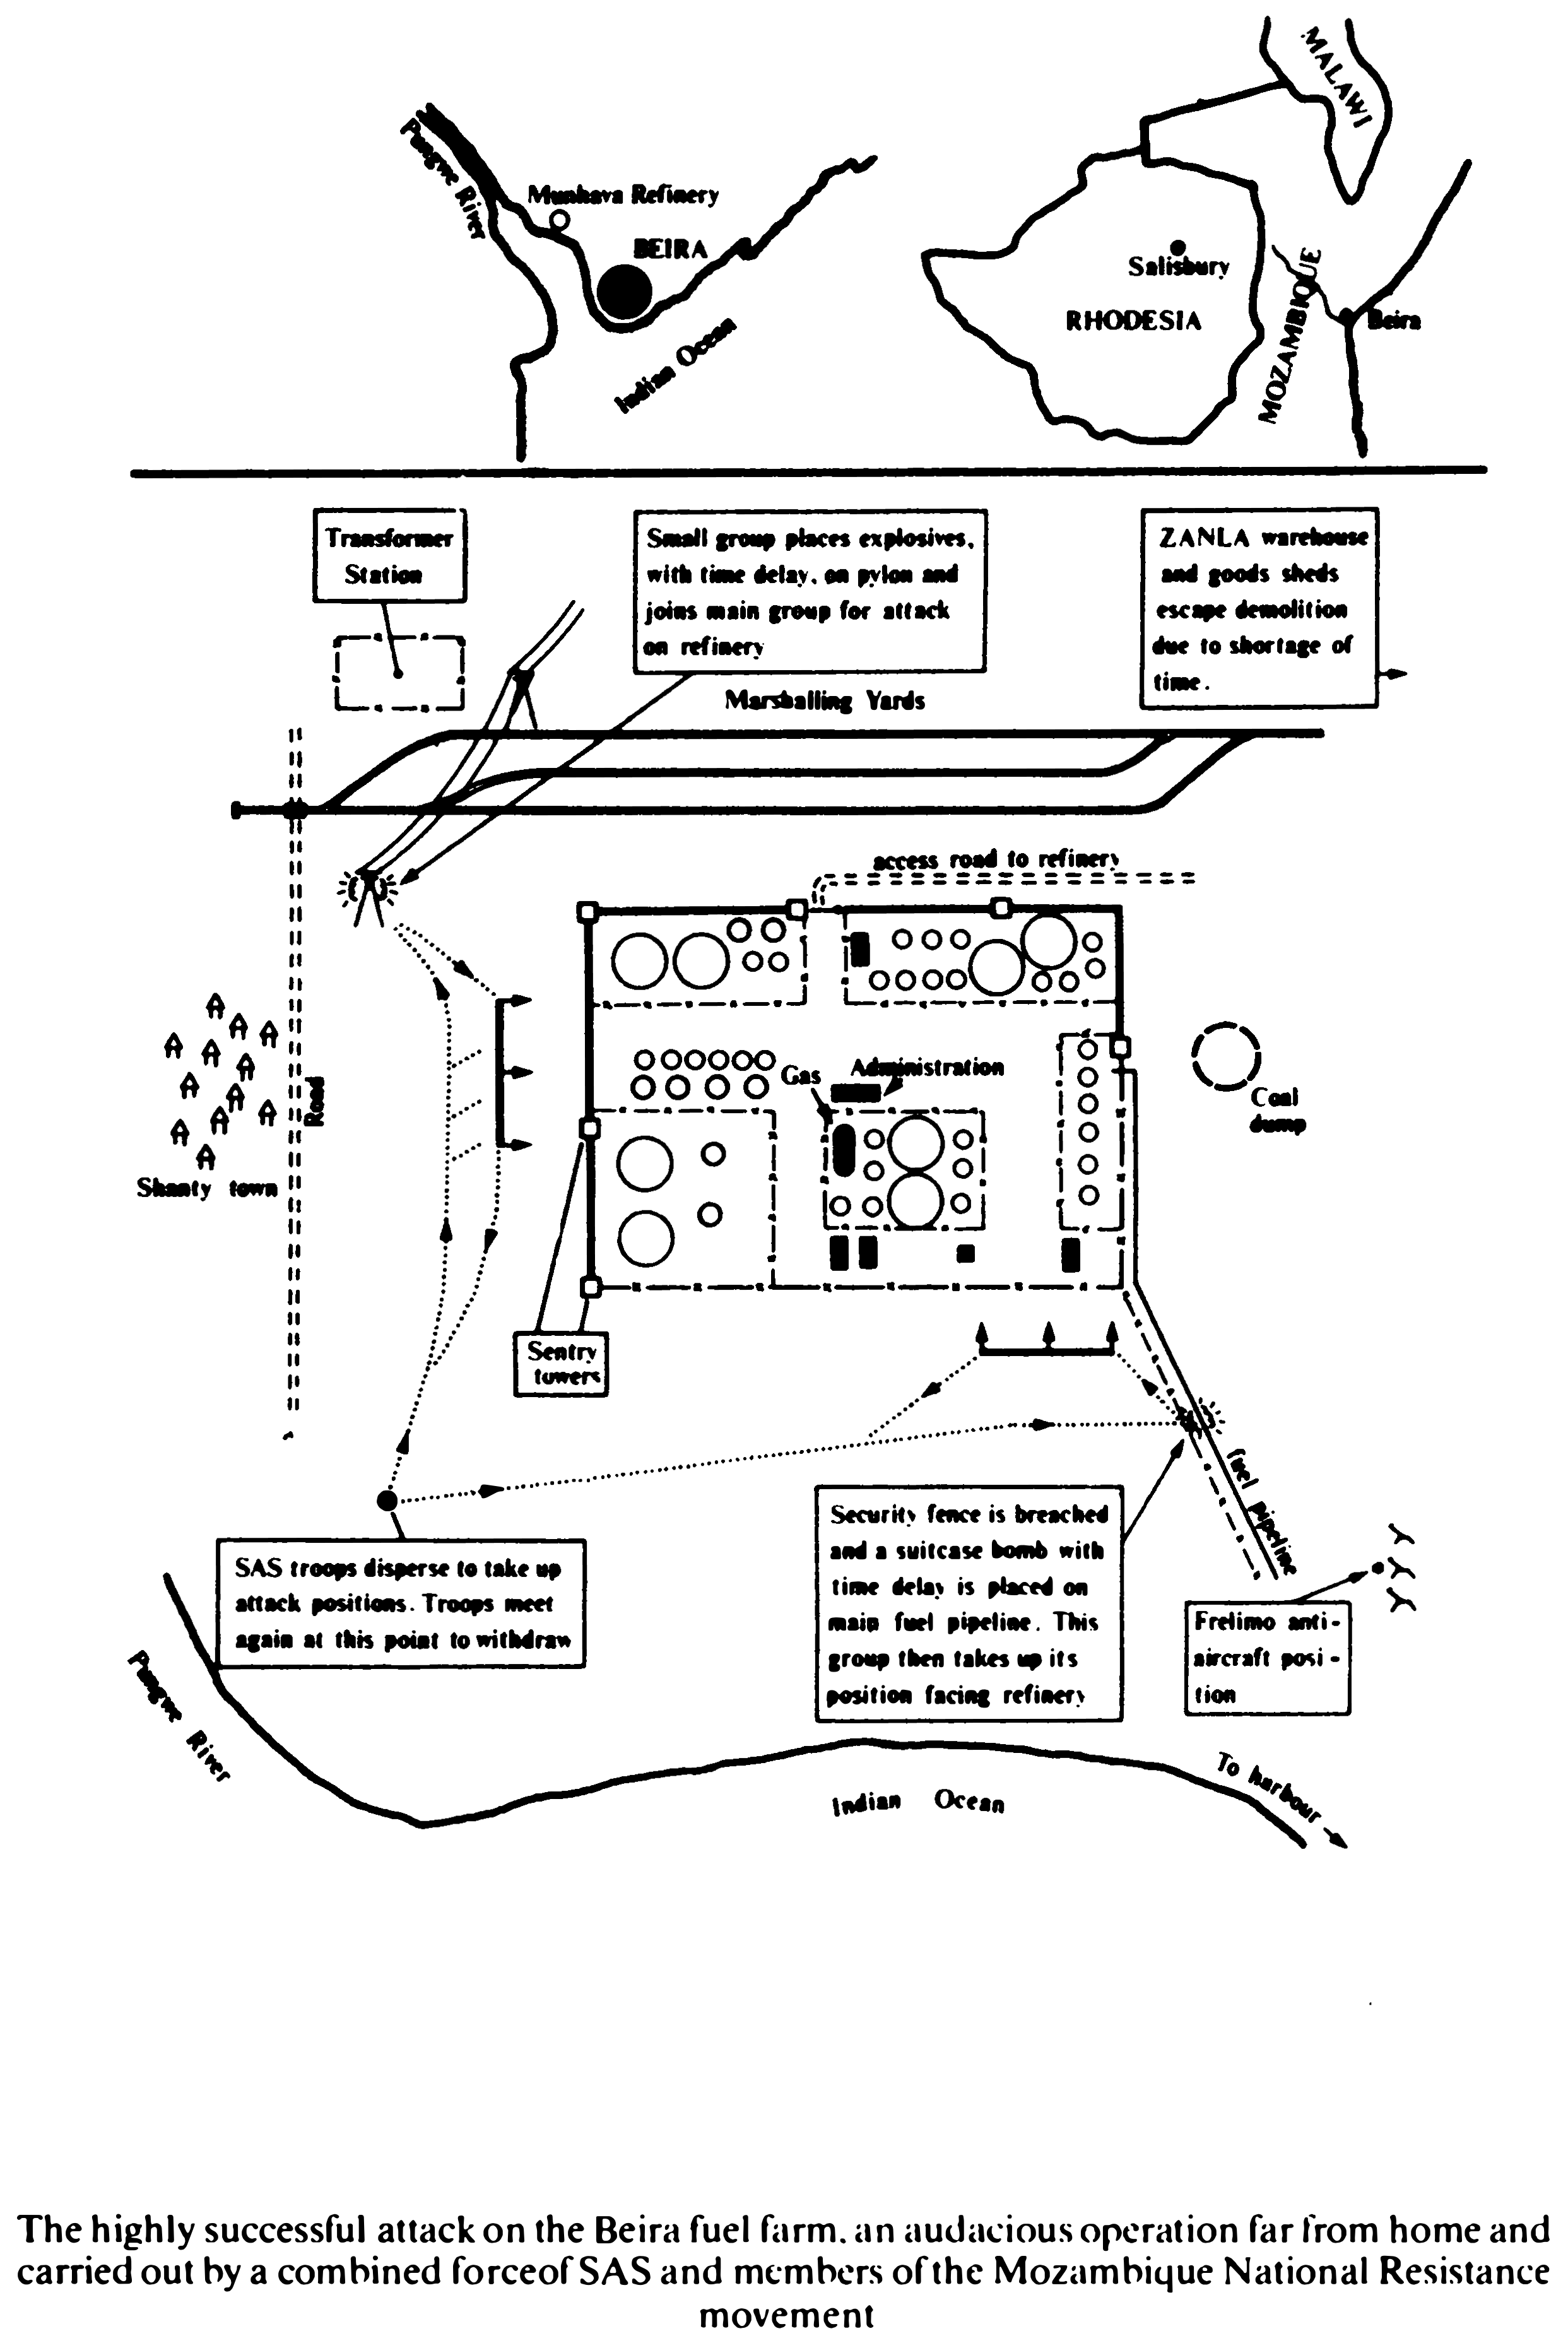 MALAWI
Pungwe River
Munhava Refinery
BEIRA
Indian Ocean
Salisbury
RHODESIA
MOZAMBIQUE
Beira
Transformer
Station
Small group places explosives,
with time delay, on pylon and
joins main group for attack
on refinery
ZANLA warehouse
and goods sheds
escape demolition
due to shortage of
time.
Marshalling Yards
access road to refinery
Gas
Administration
Coal
dump
Road
Shanty town
Sentry
towers
fuel pipeline
SAS troops disperse to take up
attack positions. Troops meet
again at this point to withdraw
Security fence is breached
and a suitcase bomb with
time delay is placed on
main fuel pipeline. This
group then takes up its
position facing refinery
Frelimo anti-
aircraft posi-
tion
Pungwe River
Indian Ocean
To harbour
The highly successful attack on the Beira fuel farm, an audacious operation far from home and
carried out by a combined forceof SAS and members of the Mozambique National Resistance
movement